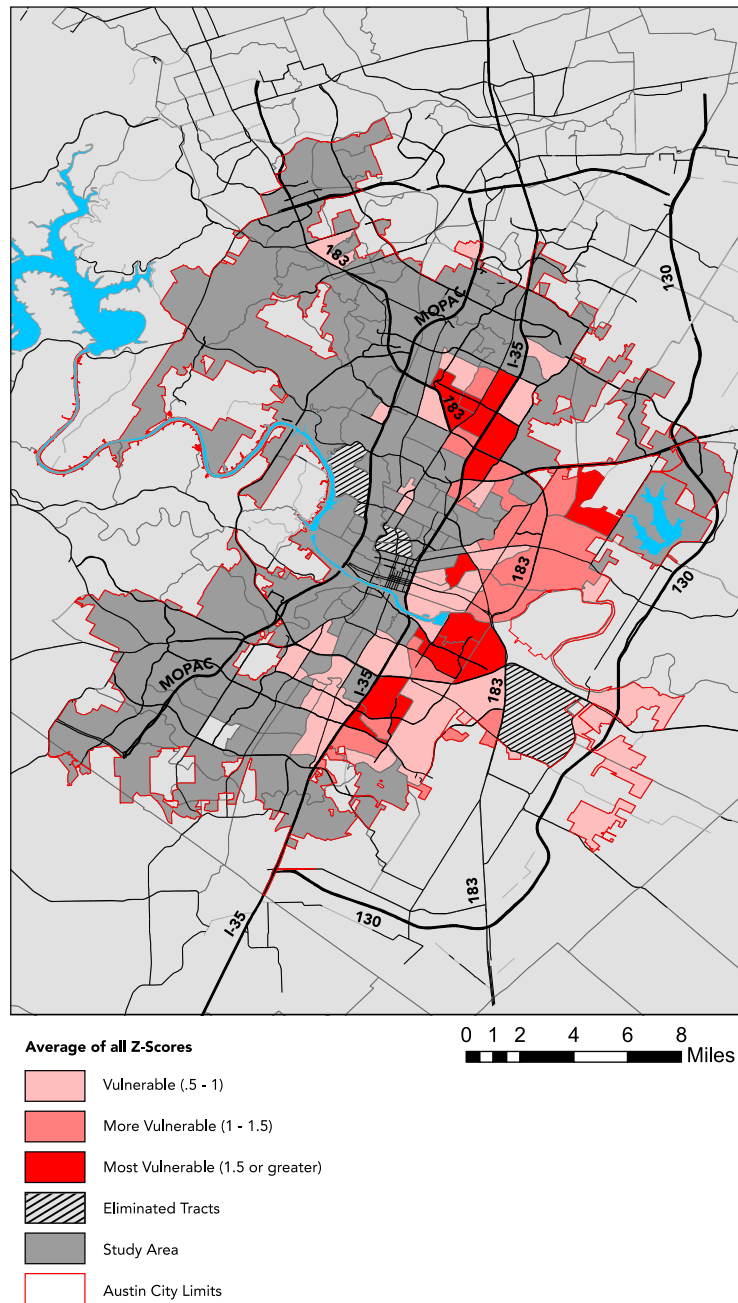 183
MOPAC
130
I-35
183
183
130
MOPAC
I-35
183
183
130
I-35
Average of all Z-Scores
0 1 2 4 6 8
Miles
Vulnerable (.5 - 1)
More Vulnerable (1 - 1.5)
Most Vulnerable (1.5 or greater)
Eliminated Tracts
Study Area
Austin City Limits